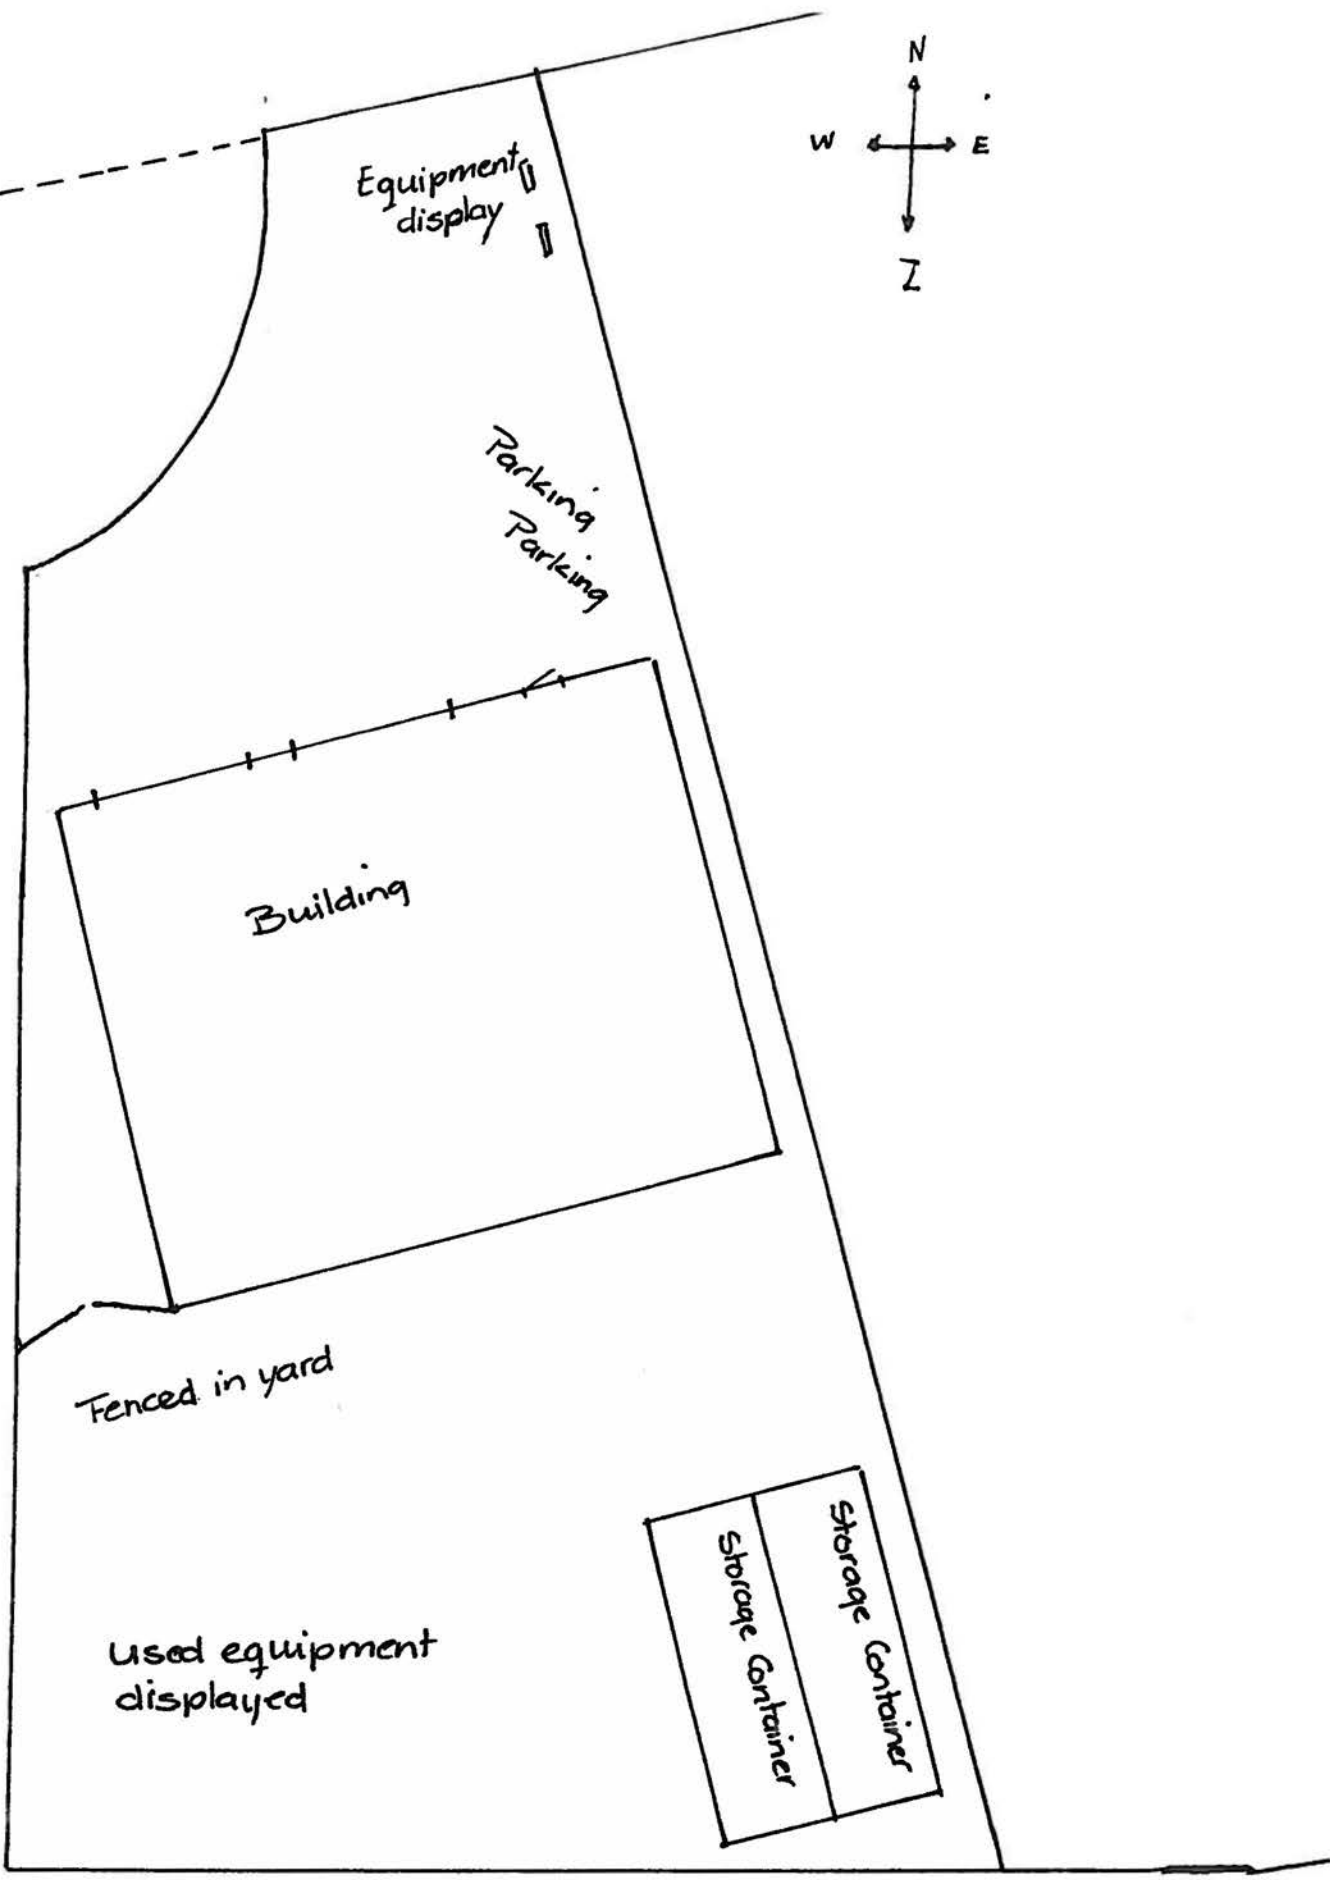 N
W E
Z
Equipment
display
Parking
Parking
Building
Fenced in yard
Storage Container
Storage Container
used equipment
displayed